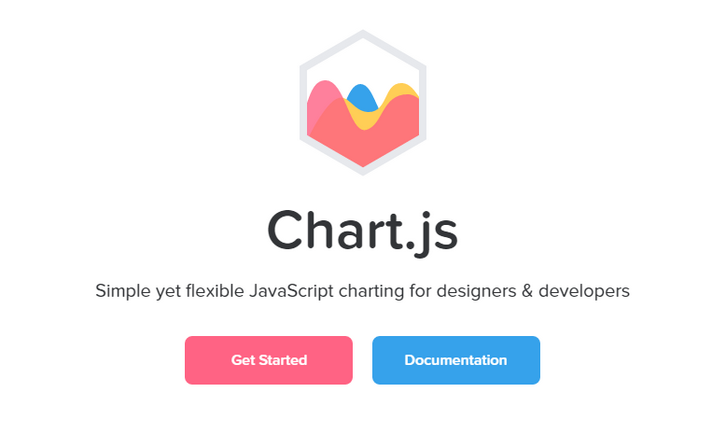 Chart.js
Simple yet flexible JavaScript charting for designers & developers
Get Started
Documentation